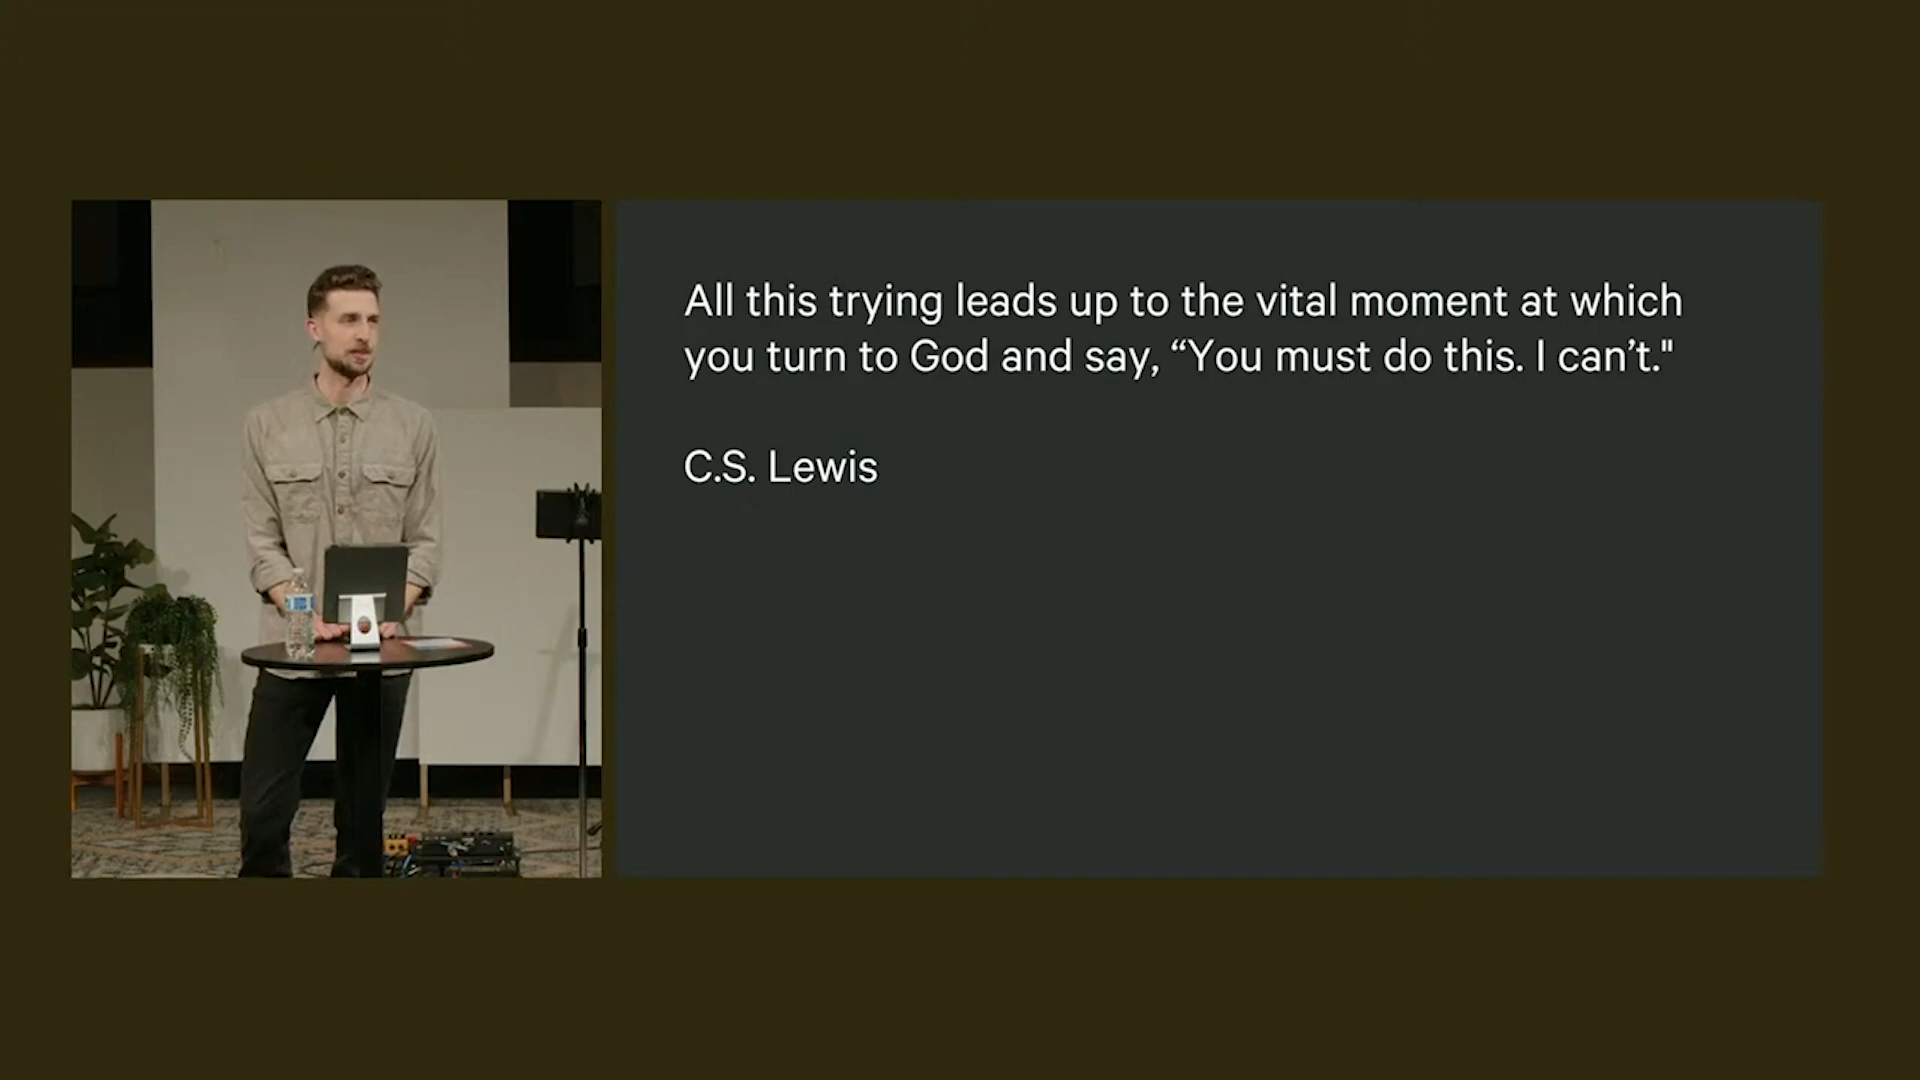 All this trying leads up to the vital moment at which
you turn to God and say, “You must do this. I can’t."
C.S. Lewis